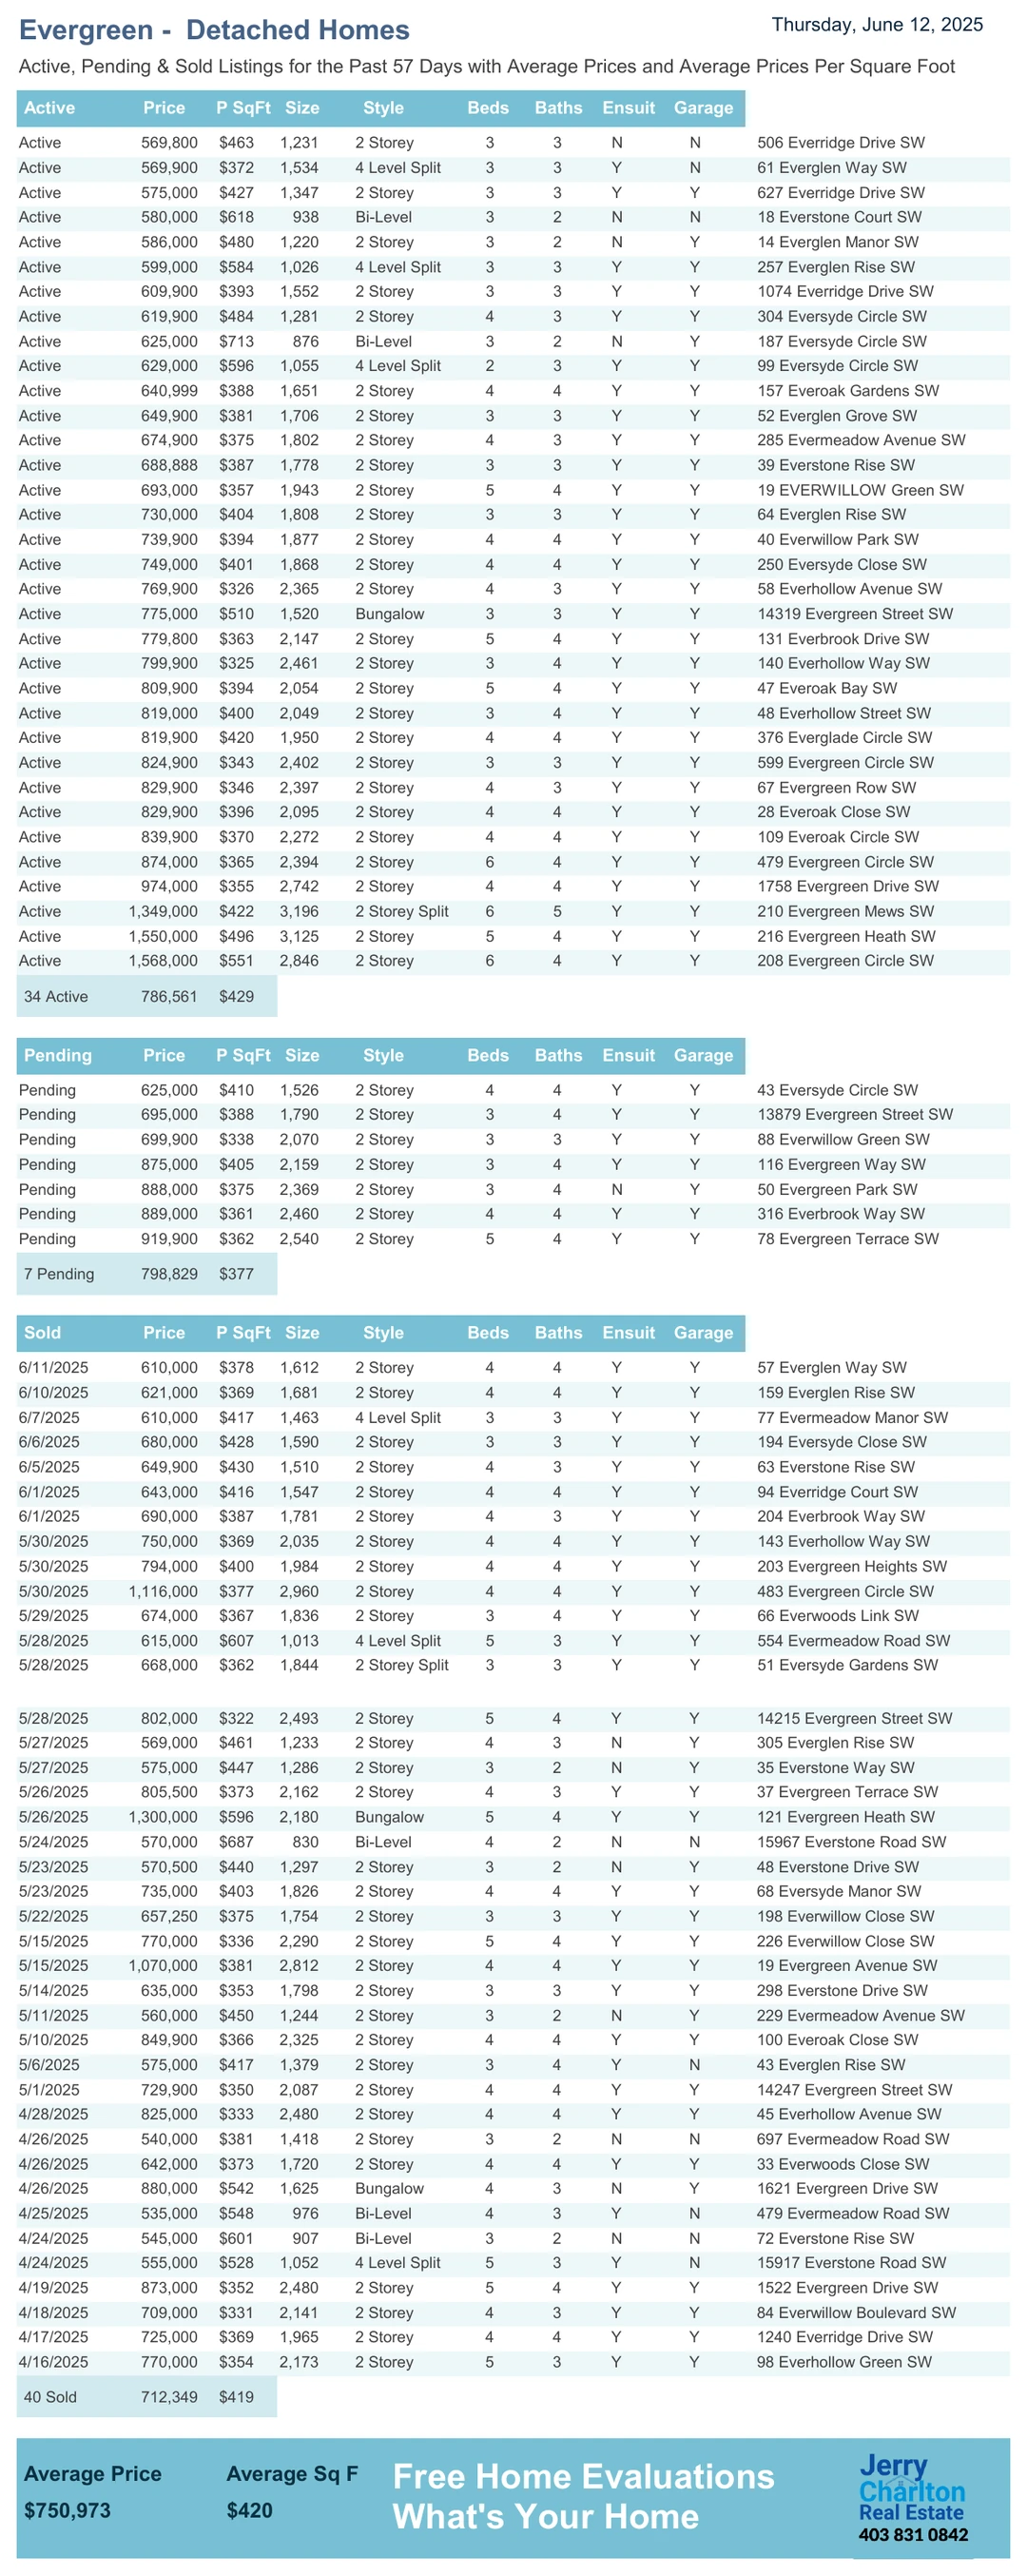 Evergreen - Detached Homes
Thursday, June 12, 2025
Active, Pending & Sold Listings for the Past 57 Days with Average Prices and Average Prices Per Square Foot
Active Price P SqFt Size Style Beds Baths Ensuit Garage
Active 569,800 $463 1,231 2 Storey 3 3 N N 506 Everridge Drive SW
Active 569,900 $372 1,534 4 Level Split 3 3 Y N 61 Everglen Way SW
Active 575,000 $427 1,347 2 Storey 3 3 Y Y 627 Everridge Drive SW
Active 580,000 $618 938 Bi-Level 3 2 N N 18 Everstone Court SW
Active 586,000 $480 1,220 2 Storey 3 2 N Y 14 Everglen Manor SW
Active 599,000 $584 1,026 4 Level Split 3 3 Y Y 257 Everglen Rise SW
Active 609,900 $393 1,552 2 Storey 3 3 Y Y 1074 Everridge Drive SW
Active 619,900 $484 1,281 2 Storey 4 3 Y Y 304 Eversyde Circle SW
Active 625,000 $713 876 Bi-Level 3 2 N Y 187 Eversyde Circle SW
Active 629,000 $596 1,055 4 Level Split 2 3 Y Y 99 Eversyde Circle SW
Active 640,999 $388 1,651 2 Storey 4 4 Y Y 157 Everoak Gardens SW
Active 649,900 $381 1,706 2 Storey 3 3 Y Y 52 Everglen Grove SW
Active 674,900 $375 1,802 2 Storey 4 3 Y Y 285 Evermeadow Avenue SW
Active 688,888 $387 1,778 2 Storey 3 3 Y Y 39 Everstone Rise SW
Active 693,000 $357 1,943 2 Storey 5 4 Y Y 19 EVERWILLOW Green SW
Active 730,000 $404 1,808 2 Storey 3 3 Y Y 64 Everglen Rise SW
Active 739,900 $394 1,877 2 Storey 4 4 Y Y 40 Everwillow Park SW
Active 749,000 $401 1,868 2 Storey 4 4 Y Y 250 Eversyde Close SW
Active 769,900 $326 2,365 2 Storey 4 3 Y Y 58 Everhollow Avenue SW
Active 775,000 $510 1,520 Bungalow 3 3 Y Y 14319 Evergreen Street SW
Active 779,800 $363 2,147 2 Storey 5 4 Y Y 131 Everbrook Drive SW
Active 799,900 $325 2,461 2 Storey 3 4 Y Y 140 Everhollow Way SW
Active 809,900 $394 2,054 2 Storey 5 4 Y Y 47 Everoak Bay SW
Active 819,000 $400 2,049 2 Storey 3 4 Y Y 48 Everhollow Street SW
Active 819,900 $420 1,950 2 Storey 4 4 Y Y 376 Everglade Circle SW
Active 824,900 $343 2,402 2 Storey 3 3 Y Y 599 Evergreen Circle SW
Active 829,900 $346 2,397 2 Storey 4 3 Y Y 67 Evergreen Row SW
Active 829,900 $396 2,095 2 Storey 4 4 Y Y 28 Everoak Close SW
Active 839,900 $370 2,272 2 Storey 4 4 Y Y 109 Everoak Circle SW
Active 874,000 $365 2,394 2 Storey 6 4 Y Y 479 Evergreen Circle SW
Active 974,000 $355 2,742 2 Storey 4 4 Y Y 1758 Evergreen Drive SW
Active 1,349,000 $422 3,196 2 Storey Split 6 5 Y Y 210 Evergreen Mews SW
Active 1,550,000 $496 3,125 2 Storey 5 4 Y Y 216 Evergreen Heath SW
Active 1,568,000 $551 2,846 2 Storey 6 4 Y Y 208 Evergreen Circle SW
34 Active 786,561 $429
Pending Price P SqFt Size Style Beds Baths Ensuit Garage
Pending 625,000 $410 1,526 2 Storey 4 4 Y Y 43 Eversyde Circle SW
Pending 695,000 $388 1,790 2 Storey 3 4 Y Y 13879 Evergreen Street SW
Pending 699,900 $338 2,070 2 Storey 3 3 Y Y 88 Everwillow Green SW
Pending 875,000 $405 2,159 2 Storey 3 4 Y Y 116 Evergreen Way SW
Pending 888,000 $375 2,369 2 Storey 3 4 N Y 50 Evergreen Park SW
Pending 889,000 $361 2,460 2 Storey 4 4 Y Y 316 Everbrook Way SW
Pending 919,900 $362 2,540 2 Storey 5 4 Y Y 78 Evergreen Terrace SW
7 Pending 798,829 $377
Sold Price P SqFt Size Style Beds Baths Ensuit Garage
6/11/2025 610,000 $378 1,612 2 Storey 4 4 Y Y 57 Everglen Way SW
6/10/2025 621,000 $369 1,681 2 Storey 4 4 Y Y 159 Everglen Rise SW
6/7/2025 610,000 $417 1,463 4 Level Split 3 3 Y Y 77 Evermeadow Manor SW
6/6/2025 680,000 $428 1,590 2 Storey 3 3 Y Y 194 Eversyde Close SW
6/5/2025 649,900 $430 1,510 2 Storey 4 3 Y Y 63 Everstone Rise SW
6/1/2025 643,000 $416 1,547 2 Storey 4 4 Y Y 94 Everridge Court SW
6/1/2025 690,000 $387 1,781 2 Storey 4 3 Y Y 204 Everbrook Way SW
5/30/2025 750,000 $369 2,035 2 Storey 4 4 Y Y 143 Everhollow Way SW
5/30/2025 794,000 $400 1,984 2 Storey 4 4 Y Y 203 Evergreen Heights SW
5/30/2025 1,116,000 $377 2,960 2 Storey 4 4 Y Y 483 Evergreen Circle SW
5/29/2025 674,000 $367 1,836 2 Storey 3 4 Y Y 66 Everwoods Link SW
5/28/2025 615,000 $607 1,013 4 Level Split 5 3 Y Y 554 Evermeadow Road SW
5/28/2025 668,000 $362 1,844 2 Storey Split 3 3 Y Y 51 Eversyde Gardens SW
5/28/2025 802,000 $322 2,493 2 Storey 5 4 Y Y 14215 Evergreen Street SW
5/27/2025 569,000 $461 1,233 2 Storey 4 3 N Y 305 Everglen Rise SW
5/27/2025 575,000 $447 1,286 2 Storey 3 2 N Y 35 Everstone Way SW
5/26/2025 805,500 $373 2,162 2 Storey 4 3 Y Y 37 Evergreen Terrace SW
5/26/2025 1,300,000 $596 2,180 Bungalow 5 4 Y Y 121 Evergreen Heath SW
5/24/2025 570,000 $687 830 Bi-Level 4 2 N N 15967 Everstone Road SW
5/23/2025 570,500 $440 1,297 2 Storey 3 2 N Y 48 Everstone Drive SW
5/23/2025 735,000 $403 1,826 2 Storey 4 4 Y Y 68 Eversyde Manor SW
5/22/2025 657,250 $375 1,754 2 Storey 3 3 Y Y 198 Everwillow Close SW
5/15/2025 770,000 $336 2,290 2 Storey 5 4 Y Y 226 Everwillow Close SW
5/15/2025 1,070,000 $381 2,812 2 Storey 4 4 Y Y 19 Evergreen Avenue SW
5/14/2025 635,000 $353 1,798 2 Storey 3 3 Y Y 298 Everstone Drive SW
5/11/2025 560,000 $450 1,244 2 Storey 3 2 N Y 229 Evermeadow Avenue SW
5/10/2025 849,900 $366 2,325 2 Storey 4 4 Y Y 100 Everoak Close SW
5/6/2025 575,000 $417 1,379 2 Storey 3 4 Y N 43 Everglen Rise SW
5/1/2025 729,900 $350 2,087 2 Storey 4 4 Y Y 14247 Evergreen Street SW
4/28/2025 825,000 $333 2,480 2 Storey 4 4 Y Y 45 Everhollow Avenue SW
4/26/2025 540,000 $381 1,418 2 Storey 3 2 N N 697 Evermeadow Road SW
4/26/2025 642,000 $373 1,720 2 Storey 4 4 Y Y 33 Everwoods Close SW
4/26/2025 880,000 $542 1,625 Bungalow 4 3 N Y 1621 Evergreen Drive SW
4/25/2025 535,000 $548 976 Bi-Level 4 3 Y N 479 Evermeadow Road SW
4/24/2025 545,000 $601 907 Bi-Level 3 2 N N 72 Everstone Rise SW
4/24/2025 555,000 $528 1,052 4 Level Split 5 3 Y N 15917 Everstone Road SW
4/19/2025 873,000 $352 2,480 2 Storey 5 4 Y Y 1522 Evergreen Drive SW
4/18/2025 709,000 $331 2,141 2 Storey 4 3 Y Y 84 Everwillow Boulevard SW
4/17/2025 725,000 $369 1,965 2 Storey 4 4 Y Y 1240 Everridge Drive SW
4/16/2025 770,000 $354 2,173 2 Storey 5 3 Y Y 98 Everhollow Green SW
40 Sold 712,349 $419
Average Price Average Sq F
$750,973 $420
Free Home Evaluations
What's Your Home
Jerry
Charlton
Real Estate
403 831 0842